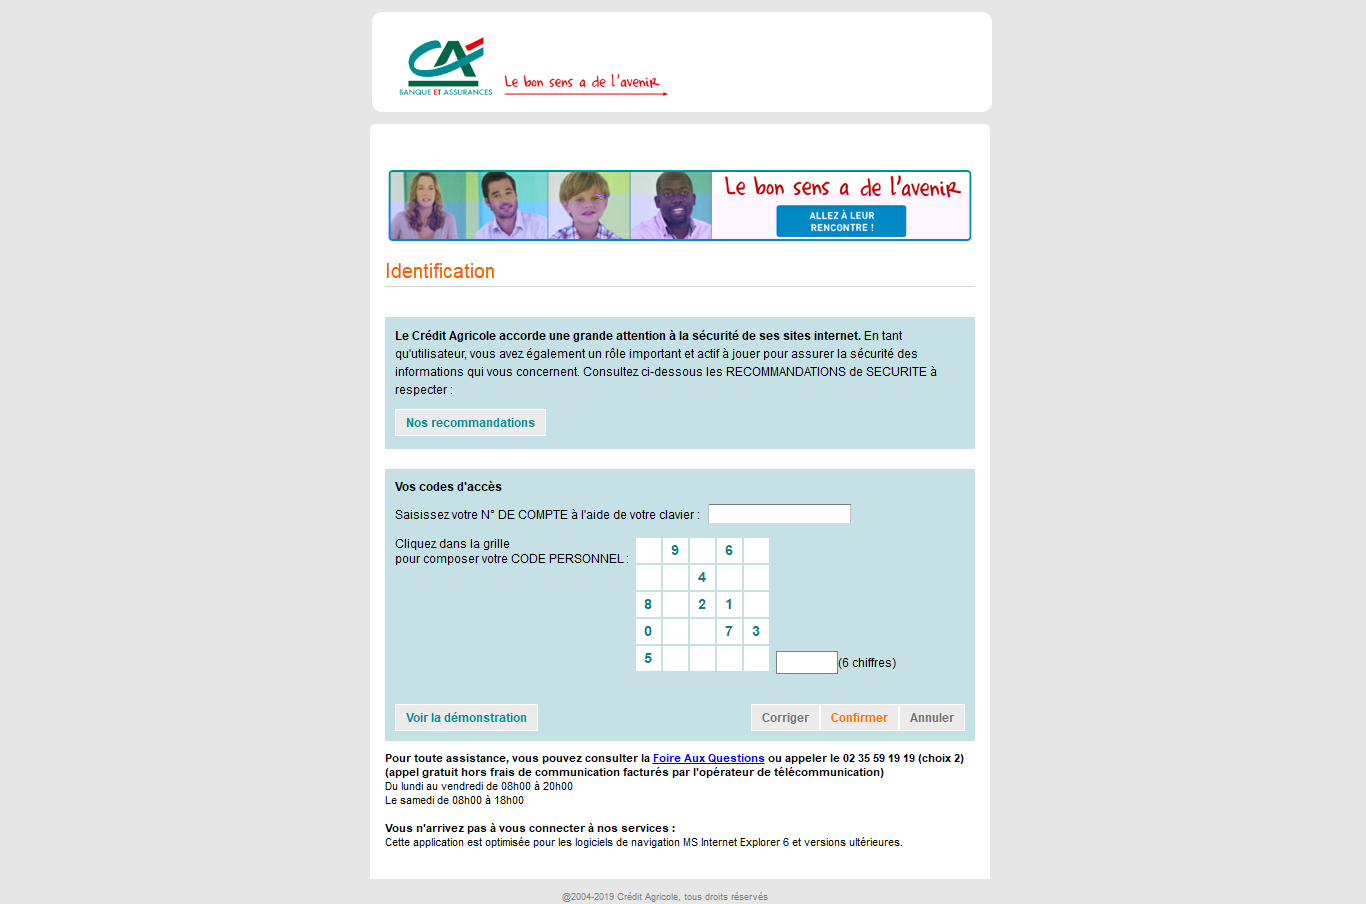 CA
BANQUE ET ASSURANCES
Le bon sens a de l'avenir
Le bon sens a de l'avenir
ALLEZ À LEUR
RENCONTRE !
Identification
Le Crédit Agricole accorde une grande attention à la sécurité de ses sites internet. En tant
qu'utilisateur, vous avez également un rôle important et actif à jouer pour assurer la sécurité des
informations qui vous concernent. Consultez ci-dessous les RECOMMANDATIONS de SECURITE à
respecter :
Nos recommandations
Vos codes d'accès
Saisissez votre N° DE COMPTE à l'aide de votre clavier :
Cliquez dans la grille
pour composer votre CODE PERSONNEL :
9 6
4
8 2 1
0 7 3
5
(6 chiffres)
Voir la démonstration Corriger Confirmer Annuler
Pour toute assistance, vous pouvez consulter la Foire Aux Questions ou appeler le 02 35 59 19 19 (choix 2)
(appel gratuit hors frais de communication facturés par l'opérateur de télécommunication)
Du lundi au vendredi de 08h00 à 20h00
Le samedi de 08h00 à 18h00
Vous n'arrivez pas à vous connecter à nos services :
Cette application est optimisée pour les logiciels de navigation MS Internet Explorer 6 et versions ultérieures.
@2004-2019 Crédit Agricole, tous droits réservés